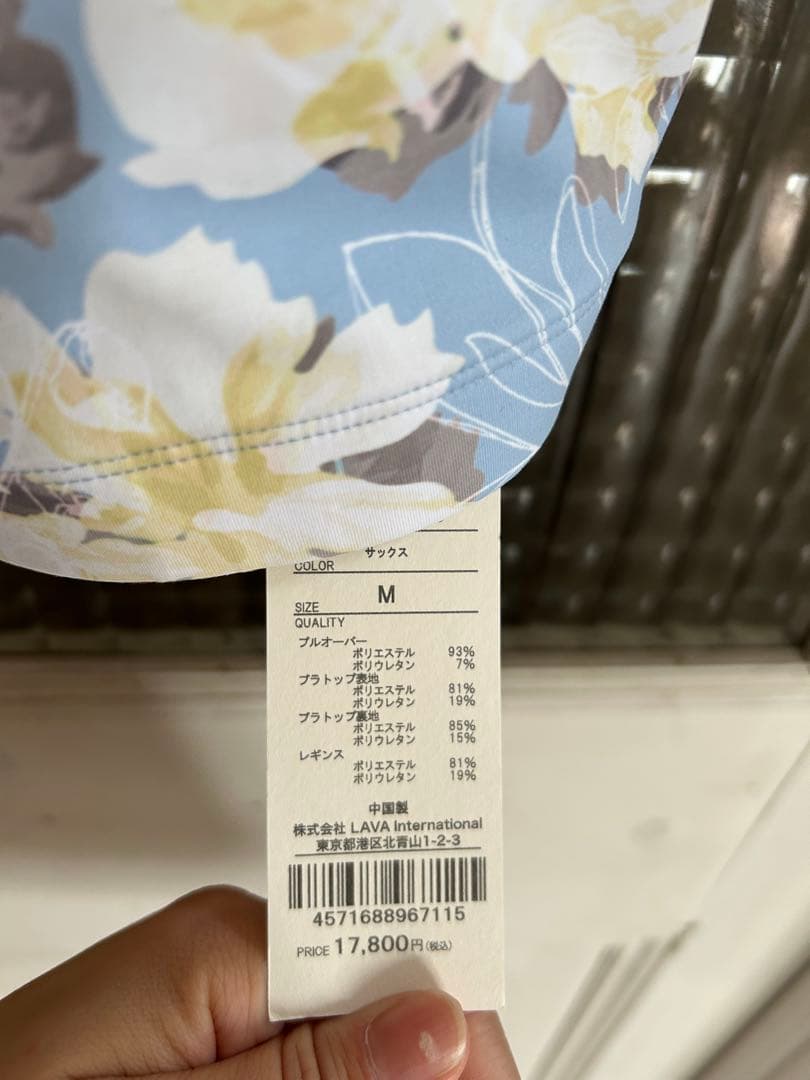 サックス
COLOR
M
SIZE
QUALITY
プルオーバー
ポリエステル 93%
ポリウレタン 7%
ブラトップ表地
ポリエステル 81%
ポリウレタン 19%
ブラトップ裏地
ポリエステル 85%
ポリウレタン 15%
レギンス
ポリエステル 81%
ポリウレタン 19%
中国製
株式会社 LAVA International
東京都港区北青山1-2-3
4571688967115
PRICE 17,800円(税込)